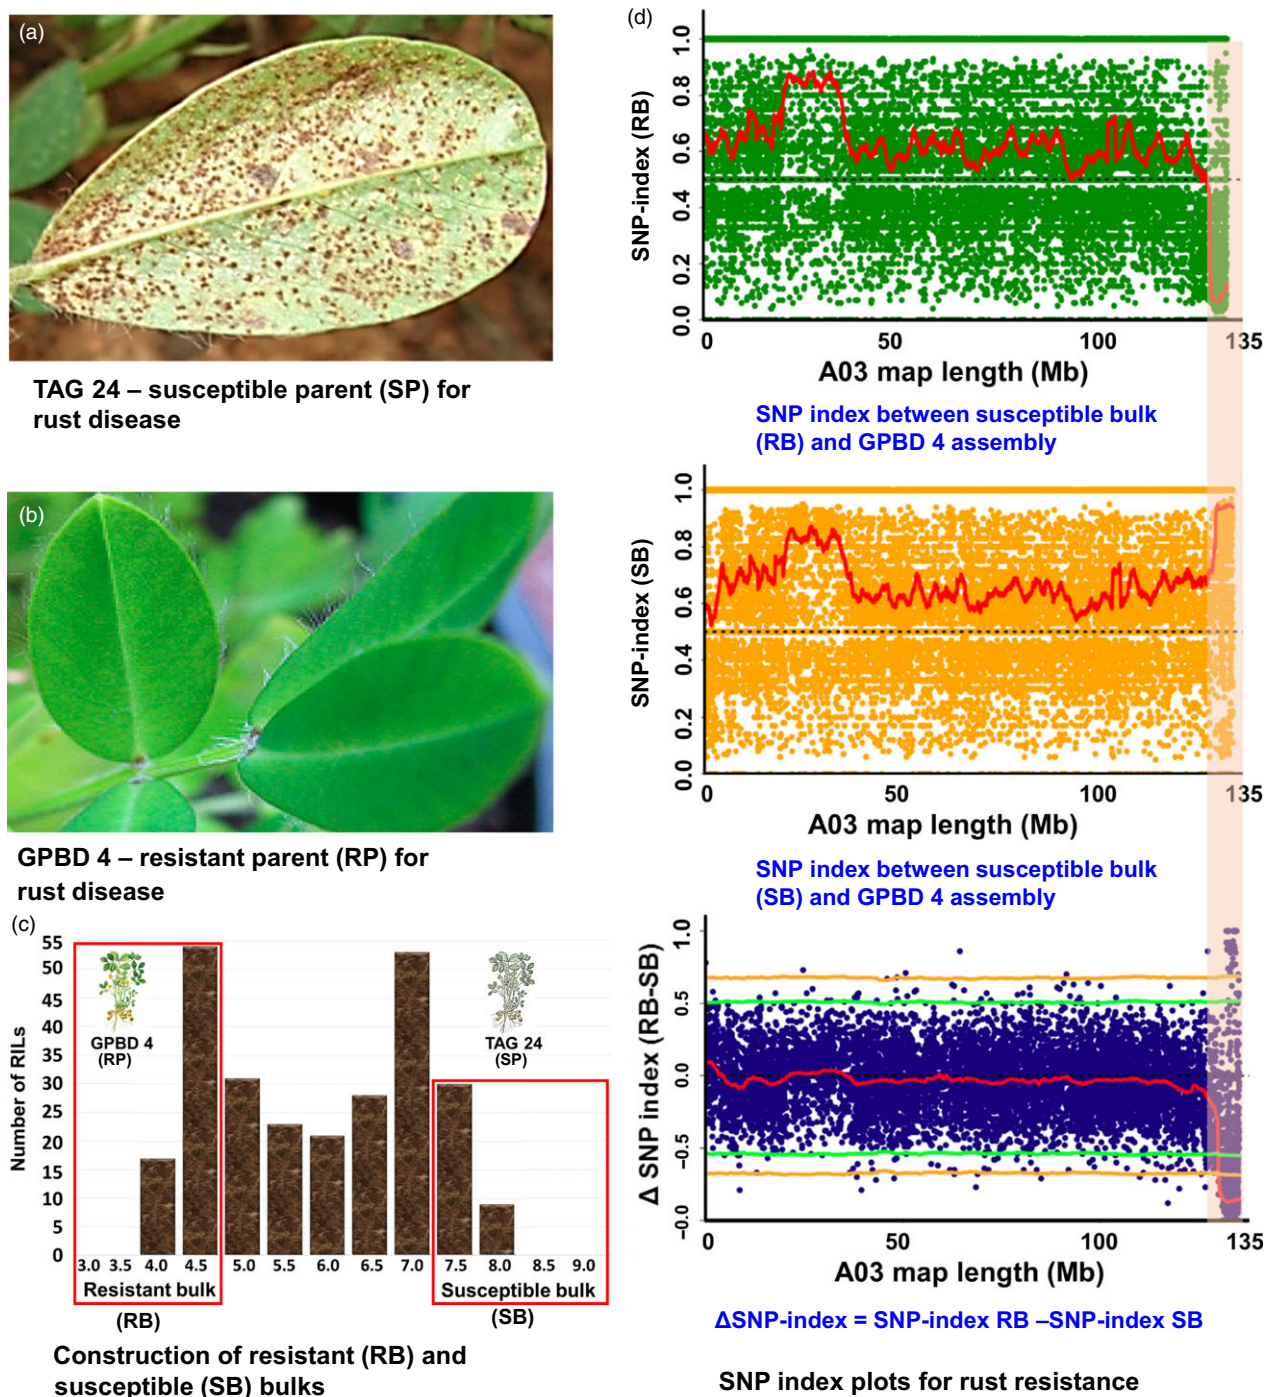 (a)
TAG 24 – susceptible parent (SP) for
rust disease
(b)
GPBD 4 – resistant parent (RP) for
rust disease
(c)
Number of RILs
55
50
45
40
35
30
25
20
15
10
5
0
GPBD 4
(RP)
TAG 24
(SP)
3.0 3.5 4.0 4.5 5.0 5.5 6.0 6.5 7.0 7.5 8.0 8.5 9.0
Resistant bulk
Susceptible bulk
(RB)
(SB)
Construction of resistant (RB) and
susceptible (SB) bulks
(d)
SNP-index (RB)
1.0
0.8
0.6
0.4
0.2
0.0
0 50 100 135
A03 map length (Mb)
SNP index between susceptible bulk
(RB) and GPBD 4 assembly
SNP-index (SB)
1.0
0.8
0.6
0.4
0.2
0.0
0 50 100 135
A03 map length (Mb)
SNP index between susceptible bulk
(SB) and GPBD 4 assembly
Δ SNP index (RB-SB)
1.0
0.5
0.0
−0.5
−0.0
0 50 100 135
A03 map length (Mb)
ΔSNP-index = SNP-index RB –SNP-index SB
SNP index plots for rust resistance